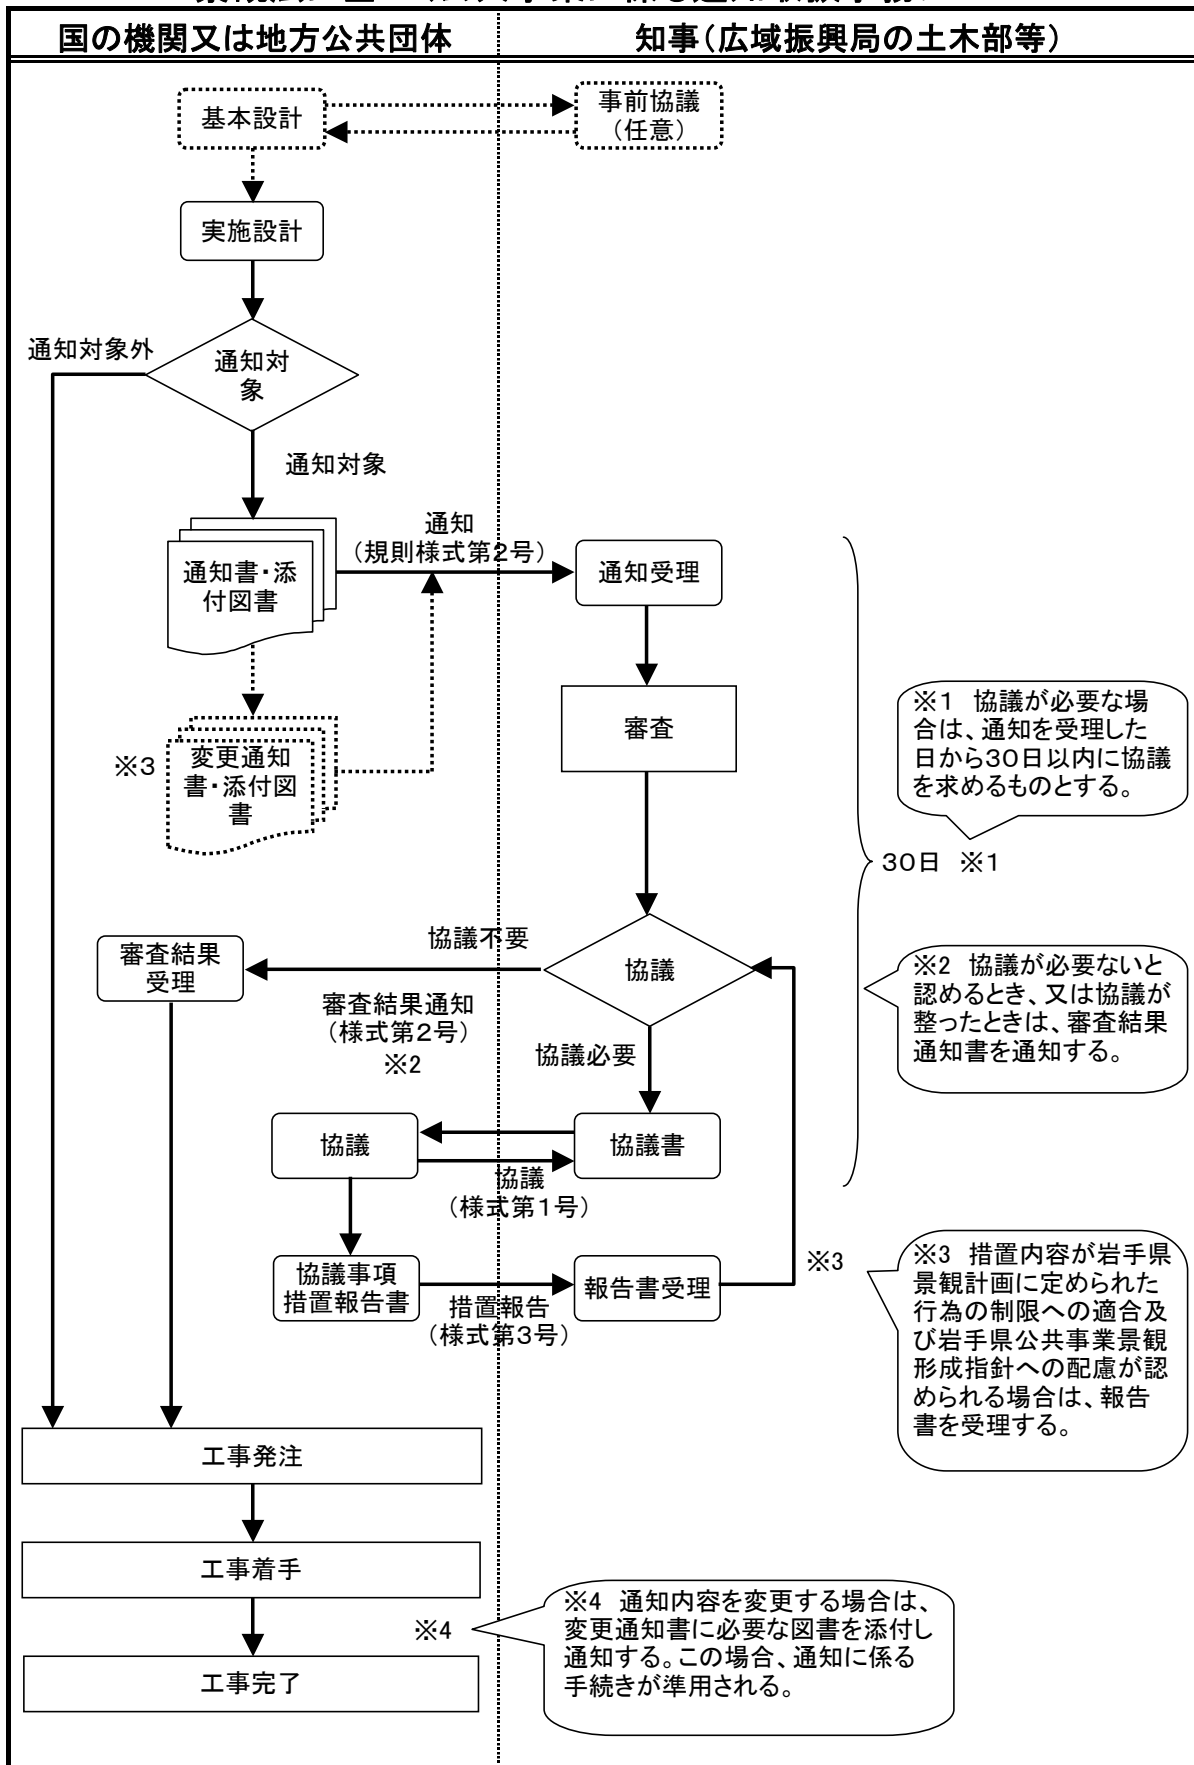 国の機関又は地方公共団体
知事(広域振興局の土木部等)
基本設計
事前協議
(任意)
実施設計
通知対象外
通知対
象
通知対象
通知
(規則様式第2号)
通知書・添
付図書
通知受理
審査
※3
変更通知
書・添付図
書
※1 協議が必要な場
合は、通知を受理した
日から30日以内に協議
を求めるものとする。
30日 ※1
審査結果
受理
協議不要
協議
審査結果通知
(様式第2号)
※2
協議必要
※2 協議が必要ないと
認めるとき、又は協議が
整ったときは、審査結果
通知書を通知する。
協議
協議書
協議
(様式第1号)
協議事項
措置報告書
措置報告
(様式第3号)
報告書受理
※3
※3 措置内容が岩手県
景観計画に定められた
行為の制限への適合及
び岩手県公共事業景観
形成指針への配慮が認
められる場合は、報告
書を受理する。
工事発注
工事着手
※4
※4 通知内容を変更する場合は、
変更通知書に必要な図書を添付し
通知する。この場合、通知に係る
手続きが準用される。
工事完了